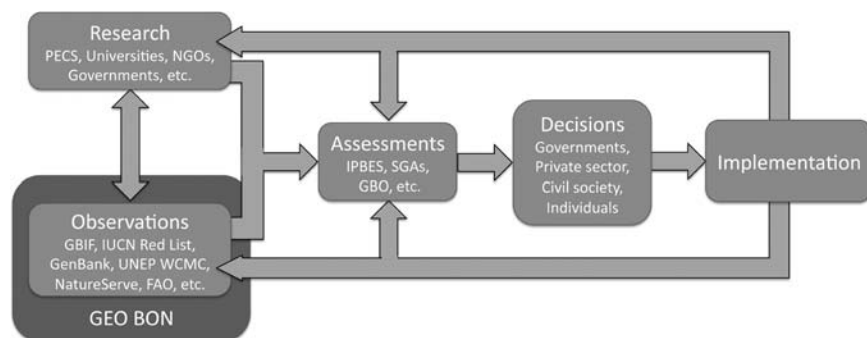 Research
PECS, Universities, NGOs,
Governments, etc.
Assessments
IPBES, SGAs,
GBO, etc.
Decisions
Governments,
Private sector,
Civil society,
Individuals
Implementation
Observations
GBIF, IUCN Red List,
GenBank, UNEP WCMC,
NatureServe, FAO, etc.
GEO BON